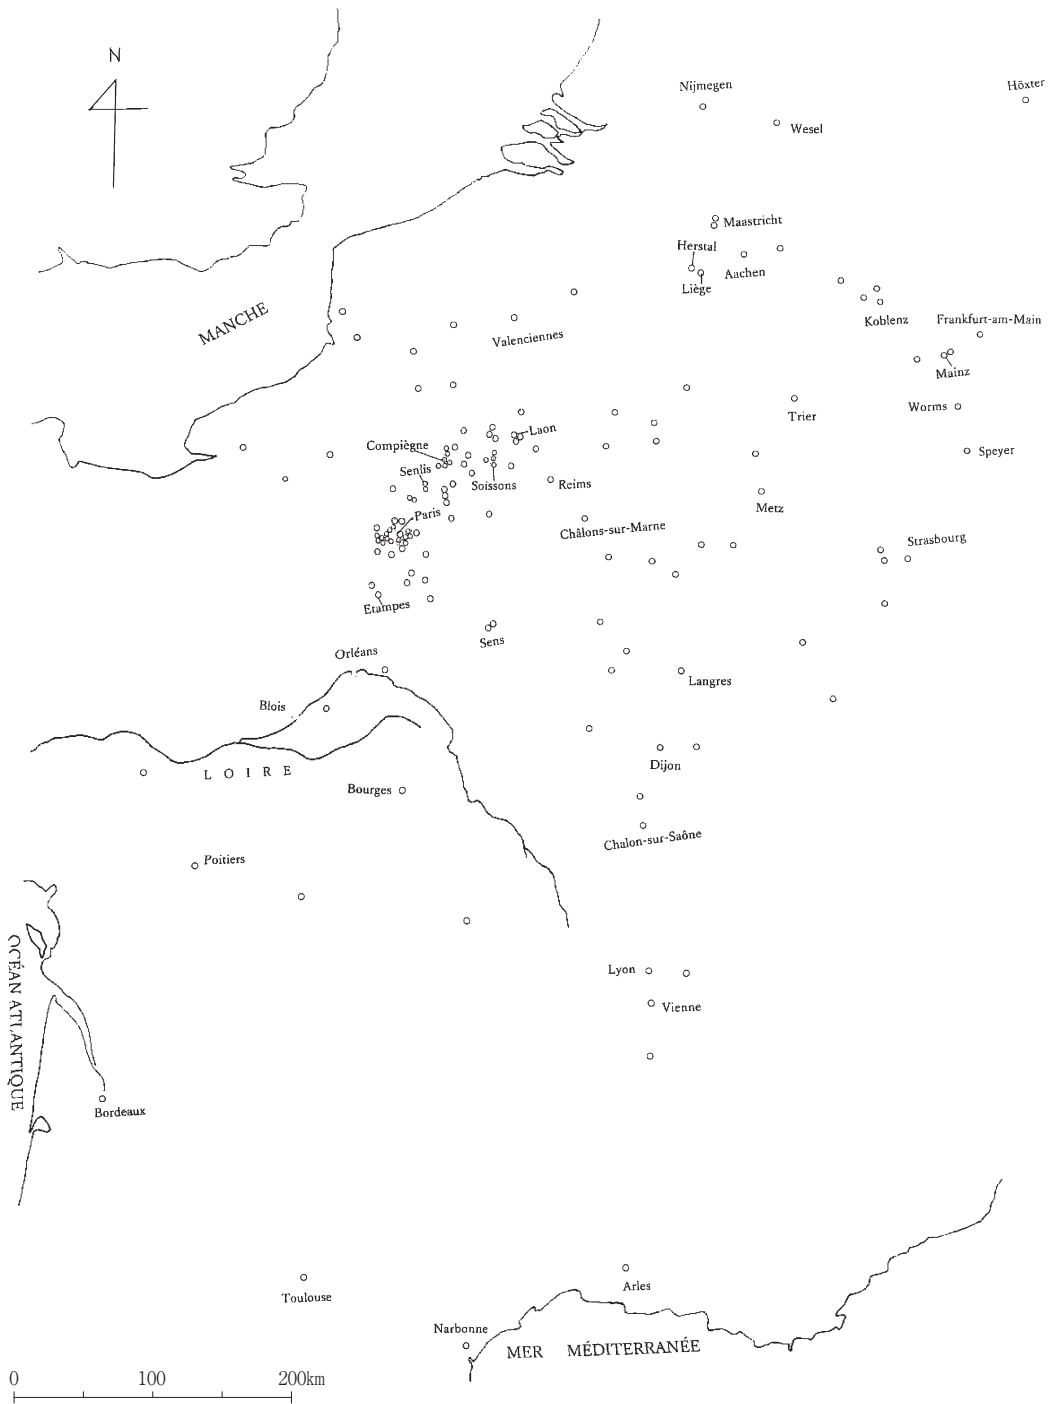 N
Nijmegen
Höxter
Wesel
Maastricht
Herstal
Aachen
Liège
MANCHE
Koblenz
Frankfurt-am-Main
Valenciennes
Mainz
Trier
Worms
Laon
Compiègne
Speyer
Senlis
Soissons
Reims
Metz
Paris
Châlons-sur-Marne
Strasbourg
Etampes
Sens
Orléans
Langres
Blois
Dijon
LOIRE
Bourges
Chalon-sur-Saône
Poitiers
OCÉAN ATLANTIQUE
Lyon
Vienne
Bordeaux
Arles
Toulouse
Narbonne
MER MÉDITERRANÉE
0 100 200km